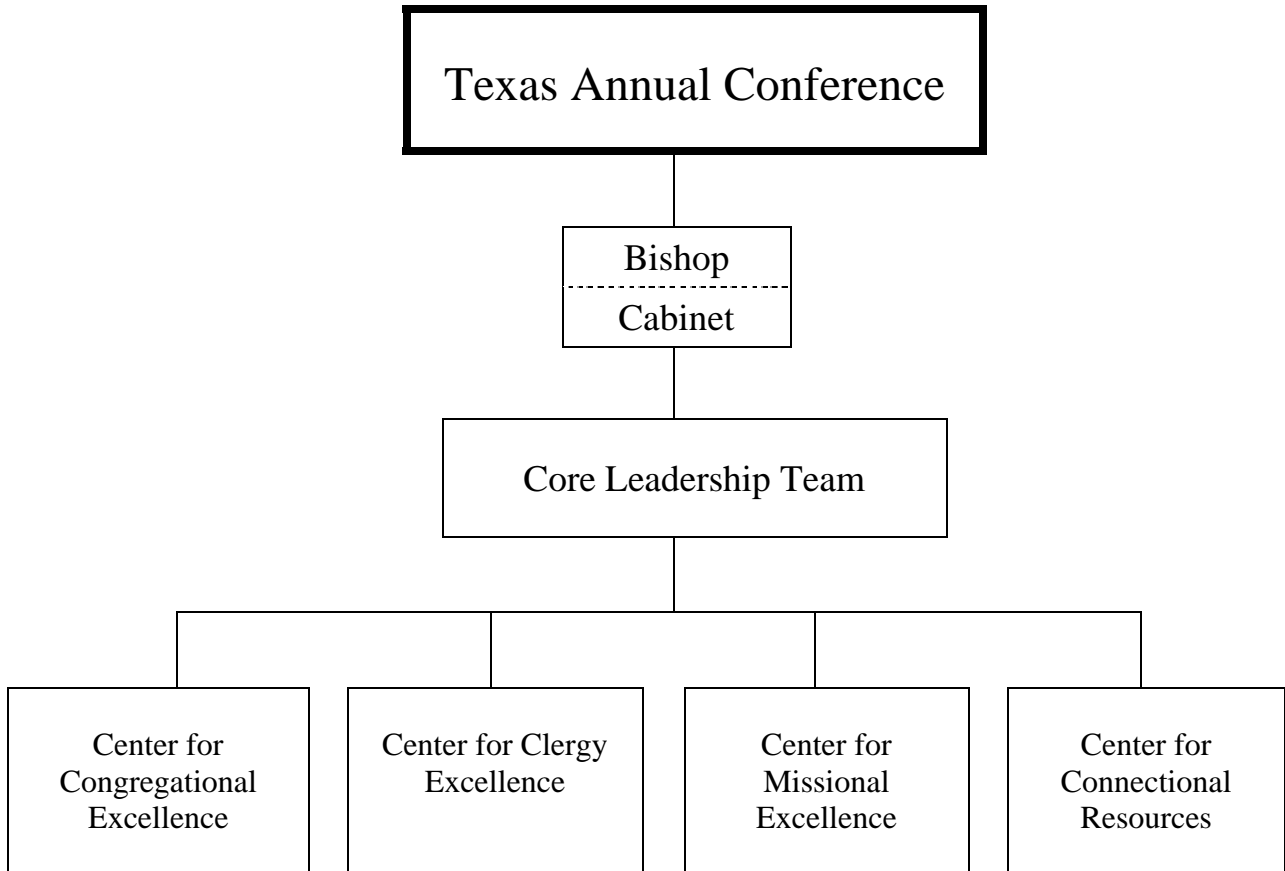 Texas Annual Conference
Bishop
Cabinet
Core Leadership Team
Center for
Congregational
Excellence
Center for Clergy
Excellence
Center for
Missional
Excellence
Center for
Connectional
Resources